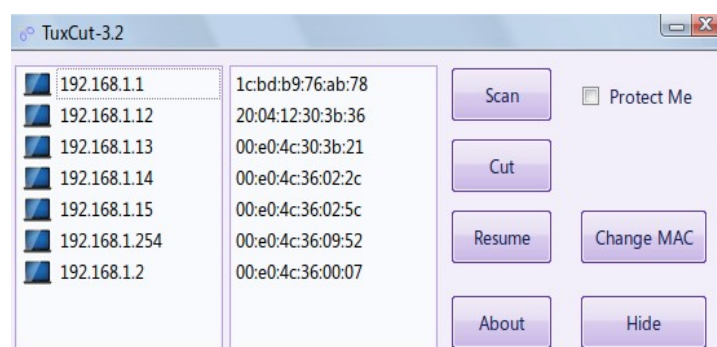 TuxCut-3.2
192.168.1.1 1c:bd:b9:76:ab:78 Scan Protect Me
192.168.1.12 20:04:12:30:3b:36
192.168.1.13 00:e0:4c:30:3b:21 Cut
192.168.1.14 00:e0:4c:36:02:2c
192.168.1.15 00:e0:4c:36:02:5c
192.168.1.254 00:e0:4c:36:09:52 Resume Change MAC
192.168.1.2 00:e0:4c:36:00:07
About Hide